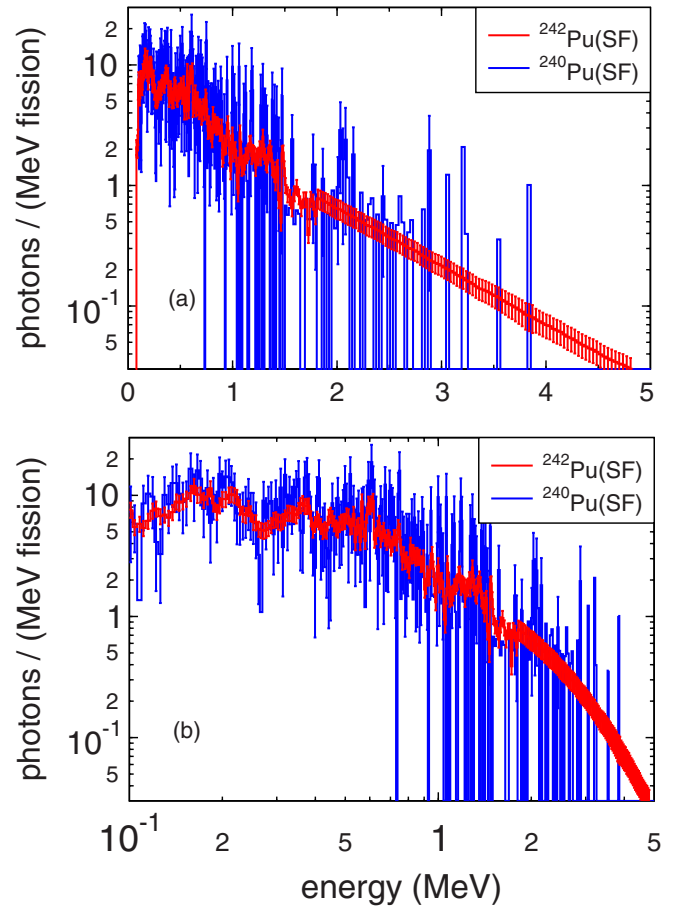 ²⁴²Pu(SF)
²⁴⁰Pu(SF)
photons / (MeV fission)
10
5
2
1
5
2
10⁻¹
5
(a)
0 1 2 3 4 5
²⁴²Pu(SF)
²⁴⁰Pu(SF)
photons / (MeV fission)
2
10
5
2
1
5
2
10⁻¹
5
(b)
10⁻¹ 2 5 1 2 5
energy (MeV)